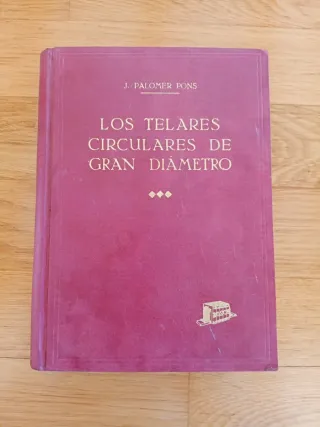 J. PALOMER PONS
LOS TELARES
CIRCULARES DE
GRAN DIÁMETRO